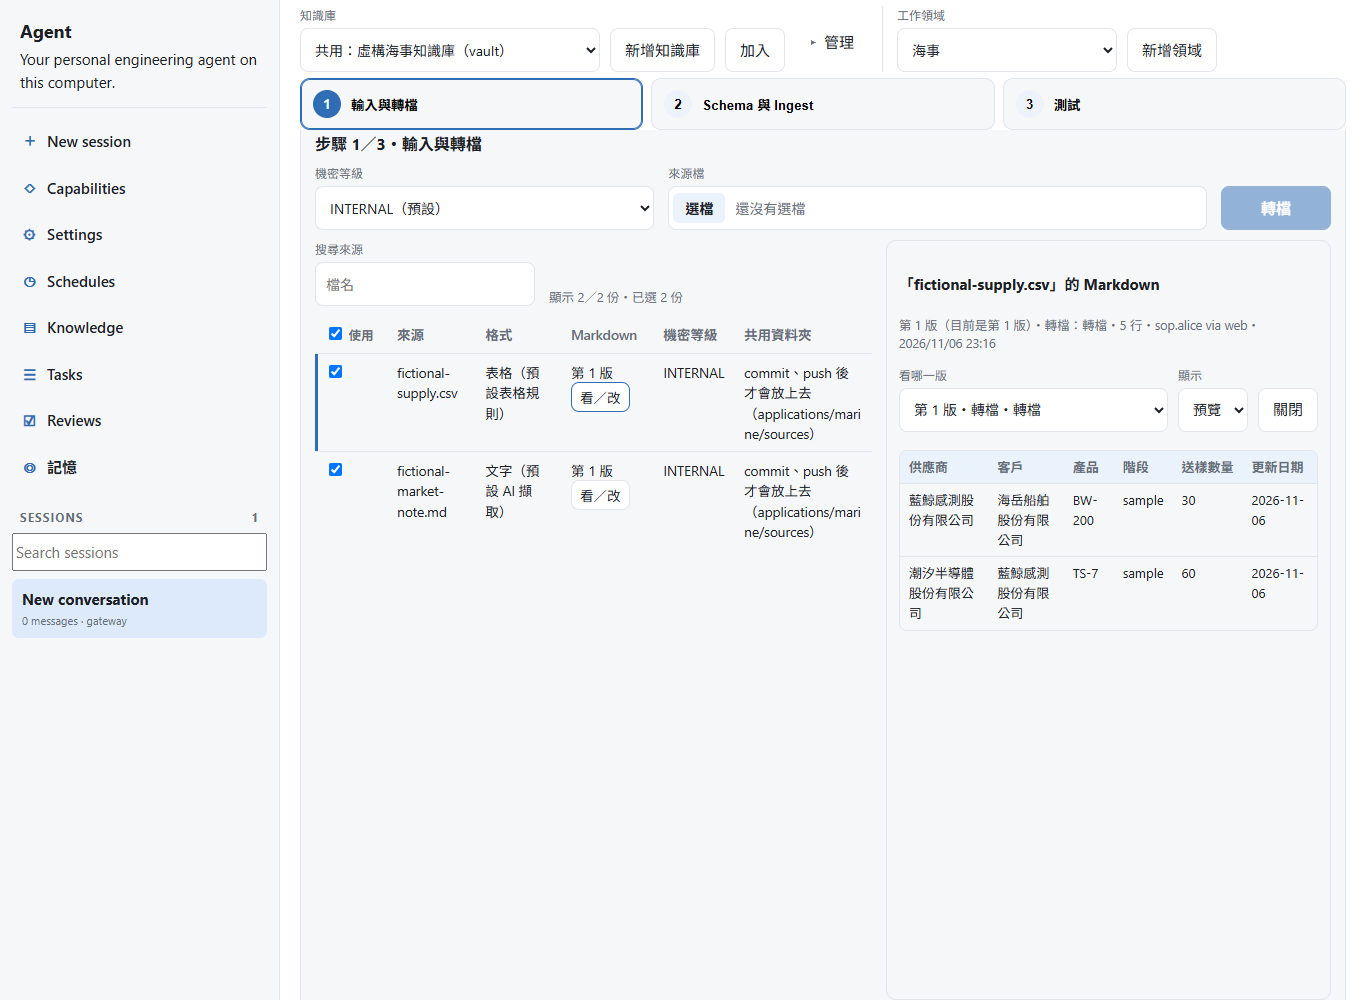 Agent
Your personal engineering agent on
this computer.
New session
Capabilities
Settings
Schedules
Knowledge
Tasks
Reviews
記憶
SESSIONS 1
Search sessions
New conversation
0 messages · gateway
知識庫
共用：虛構海事知識庫（vault）
新增知識庫
加入
管理
工作領域
海事
新增領域
1 輸入與轉檔
2 Schema 與 Ingest
3 測試
步驟 1／3・輸入與轉檔
機密等級
INTERNAL（預設）
來源檔
選檔 還沒有選檔
轉檔
搜尋來源
檔名
顯示 2／2 份・已選 2 份
使用 來源 格式 Markdown 機密等級 共用資料夾
fictional-
supply.csv
表格（預
設表格規
則）
第 1 版
看／改
INTERNAL
commit、push 後
才會放上去
（applications/mari
ne/sources）
fictional-
market-
note.md
文字（預
設 AI 擷
取）
第 1 版
看／改
INTERNAL
commit、push 後
才會放上去
（applications/mari
ne/sources）
「fictional-supply.csv」的 Markdown
第 1 版（目前是第 1 版）・轉檔：轉檔・5 行・sop.alice via web・
2026/11/06 23:16
看哪一版
第 1 版・轉檔・轉檔
顯示
預覽
關閉
供應商 客戶 產品 階段 送樣數量 更新日期
藍鯨感測股
份有限公司
海岳船舶
股份有限
公司
BW-
200
sample
30
2026-11-
06
潮汐半導體
股份有限公
司
藍鯨感測
股份有限
公司
TS-7
sample
60
2026-11-
06